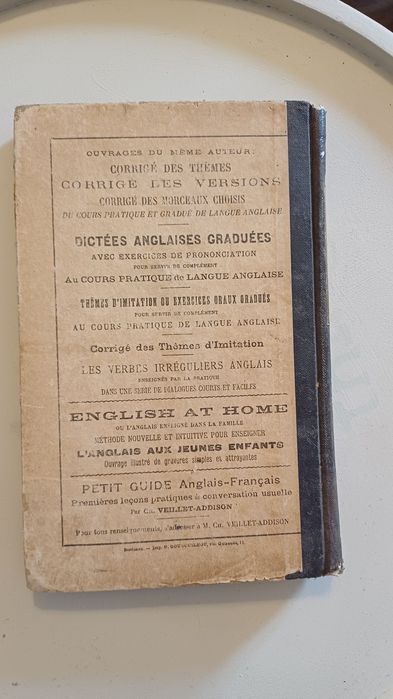 OUVRAGES DU MÊME AUTEUR:
CORRIGÉ DES THÈMES
CORRIGÉ DES VERSIONS
CORRIGÉ DES MORCEAUX CHOISIS
DU COURS PRATIQUE ET GRADUÉ DE LANGUE ANGLAISE
DICTÉES ANGLAISES GRADUÉES
AVEC EXERCICES DE PRONONCIATION
POUR SERVIR DE COMPLÉMENT
AU COURS PRATIQUE de LANGUE ANGLAISE
THÈMES D'IMITATION OU EXERCICES ORAUX GRADUÉS
POUR SERVIR DE COMPLÉMENT
AU COURS PRATIQUE DE LANGUE ANGLAISE
Corrigé des Thèmes d'Imitation
LES VERBES IRRÉGULIERS ANGLAIS
ENSEIGNÉS PAR LA PRATIQUE
DANS UNE SÉRIE DE DIALOGUES COURTS ET FACILES
ENGLISH AT HOME
OU L'ANGLAIS ENSEIGNÉ DANS LA FAMILLE
MÉTHODE NOUVELLE ET INTUITIVE POUR ENSEIGNER
L'ANGLAIS AUX JEUNES ENFANTS
Ouvrage illustré de gravures simples et attrayantes
PETIT GUIDE Anglais-Français
Premières leçons pratiques de conversation usuelle
Par CH. VEILLET-ADDISON
Pour tous renseignements, s'adresser à M. CH. VEILLET-ADDISON
Bordeaux. — Imp. G.